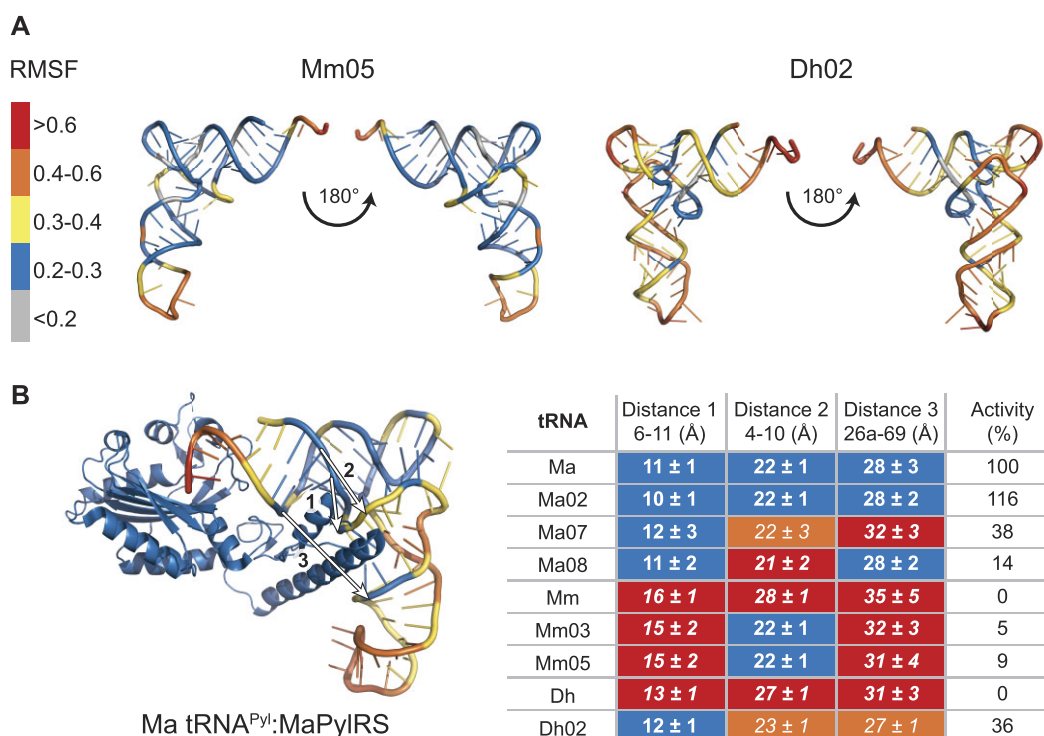 A
RMSF
Mm05
Dh02
>0.6
0.4-0.6
0.3-0.4
0.2-0.3
<0.2
180°
180°
B
2
1
3
Ma tRNAᴾʸˡ:MaPylRS
tRNA Distance 1 6-11 (Å) Distance 2 4-10 (Å) Distance 3 26a-69 (Å) Activity (%)
Ma 11 ± 1 22 ± 1 28 ± 3 100
Ma02 10 ± 1 22 ± 1 28 ± 2 116
Ma07 12 ± 3 22 ± 3 32 ± 3 38
Ma08 11 ± 2 21 ± 2 28 ± 2 14
Mm 16 ± 1 28 ± 1 35 ± 5 0
Mm03 15 ± 2 22 ± 1 32 ± 3 5
Mm05 15 ± 2 22 ± 1 31 ± 4 9
Dh 13 ± 1 27 ± 1 31 ± 3 0
Dh02 12 ± 1 23 ± 1 27 ± 1 36